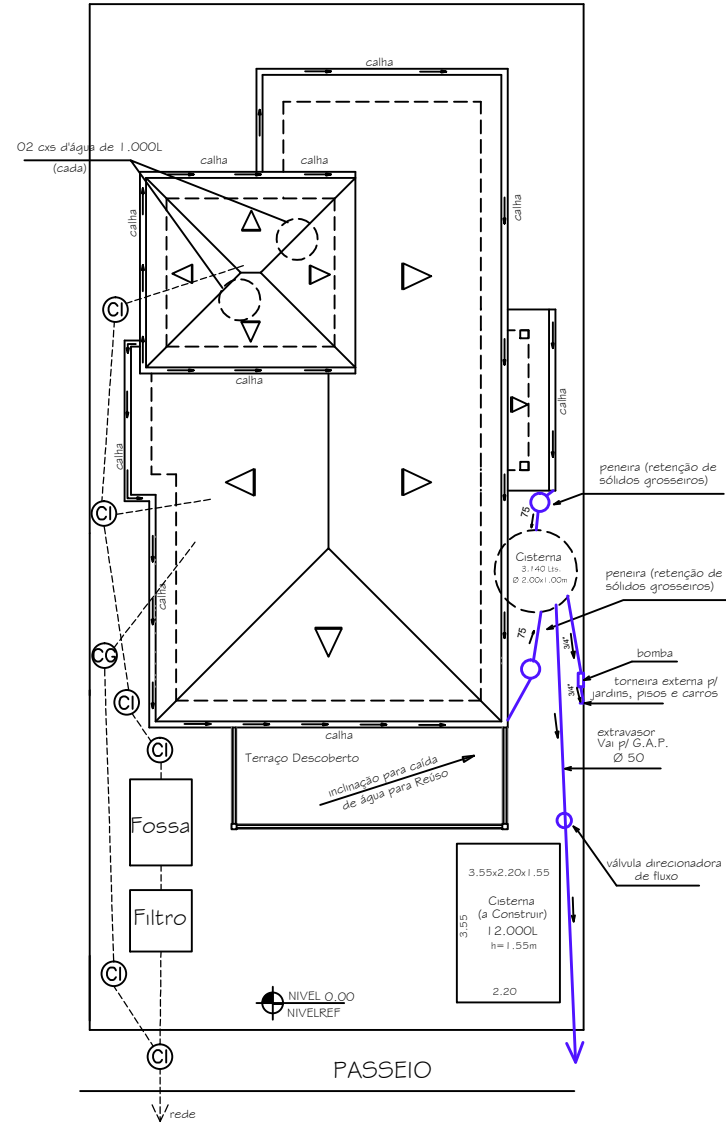 calha
02 cxs d'água de 1.000L
(cada)
calha
calha
calha
calha
CI
calha
calha
calha
peneira (retenção de
sólidos grosseiros)
75
CI
Cisterna
3.140 Lts.
Ø 2.00x1.00m
peneira (retenção de
sólidos grosseiros)
calha
75
3/4"
CG
bomba
3/4"
torneira externa p/
jardins, pisos e carros
CI
calha
extravasor
Vai p/ G.A.P.
Ø 50
CI
Terraço Descoberto
inclinação para caída
de água para Reúso
Fossa
válvula direcionadora
de fluxo
3.55x2.20x1.55
Cisterna
(a Construir)
12.000L
h=1.55m
3.55
2.20
Filtro
CI
NIVEL 0.00
NIVELREF
CI
PASSEIO
rede